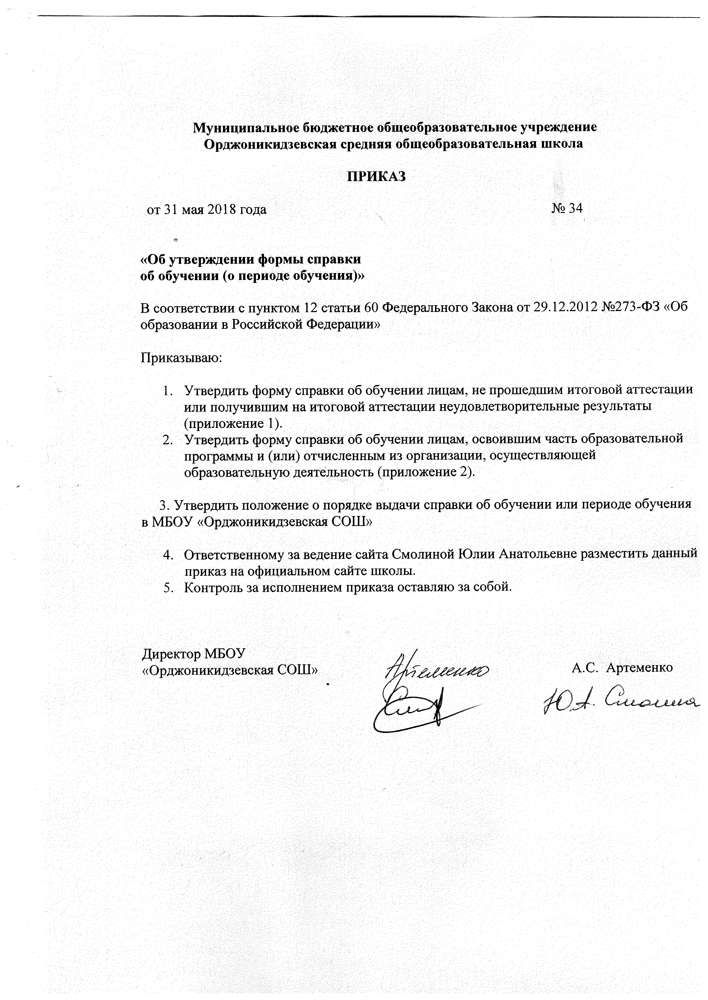 Муниципальное бюджетное общеобразовательное учреждение
Орджоникидзевская средняя общеобразовательная школа
ПРИКАЗ
от 31 мая 2018 года № 34
«Об утверждении формы справки
об обучении (о периоде обучения)»
В соответствии с пунктом 12 статьи 60 Федерального Закона от 29.12.2012 №273-ФЗ «Об
образовании в Российской Федерации»
Приказываю:
1. Утвердить форму справки об обучении лицам, не прошедшим итоговой аттестации
или получившим на итоговой аттестации неудовлетворительные результаты
(приложение 1).
2. Утвердить форму справки об обучении лицам, освоившим часть образовательной
программы и (или) отчисленным из организации, осуществляющей
образовательную деятельность (приложение 2).
3. Утвердить положение о порядке выдачи справки об обучении или периоде обучения
в МБОУ «Орджоникидзевская СОШ»
4. Ответственному за ведение сайта Смолиной Юлии Анатольевне разместить данный
приказ на официальном сайте школы.
5. Контроль за исполнением приказа оставляю за собой.
Директор МБОУ
«Орджоникидзевская СОШ» Артеменко А.С. Артеменко
Ю.А. Смолина